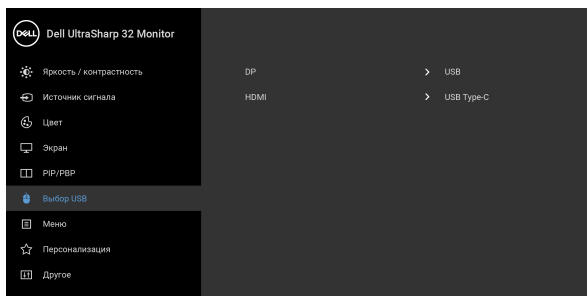 DELL Dell UltraSharp 32 Monitor
Яркость / контрастность DP USB
Источник сигнала HDMI USB Type-C
Цвет
Экран
PIP/PBP
Выбор USB
Меню
Персонализация
Другое